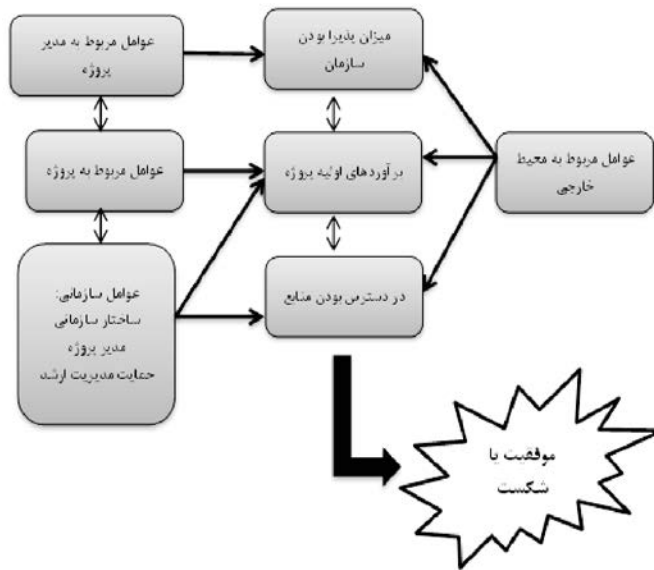 عوامل مربوط به مدیر
پروژه
میزان پذیرا بودن
سازمان
عوامل مربوط به پروژه
برآوردهای اولیه پروژه
عوامل مربوط به محیط
خارجی
عوامل سازمانی:
ساختار سازمانی
مدیر پروژه
حمایت مدیریت ارشد
در دسترس بودن منابع
موفقیت یا
شکست